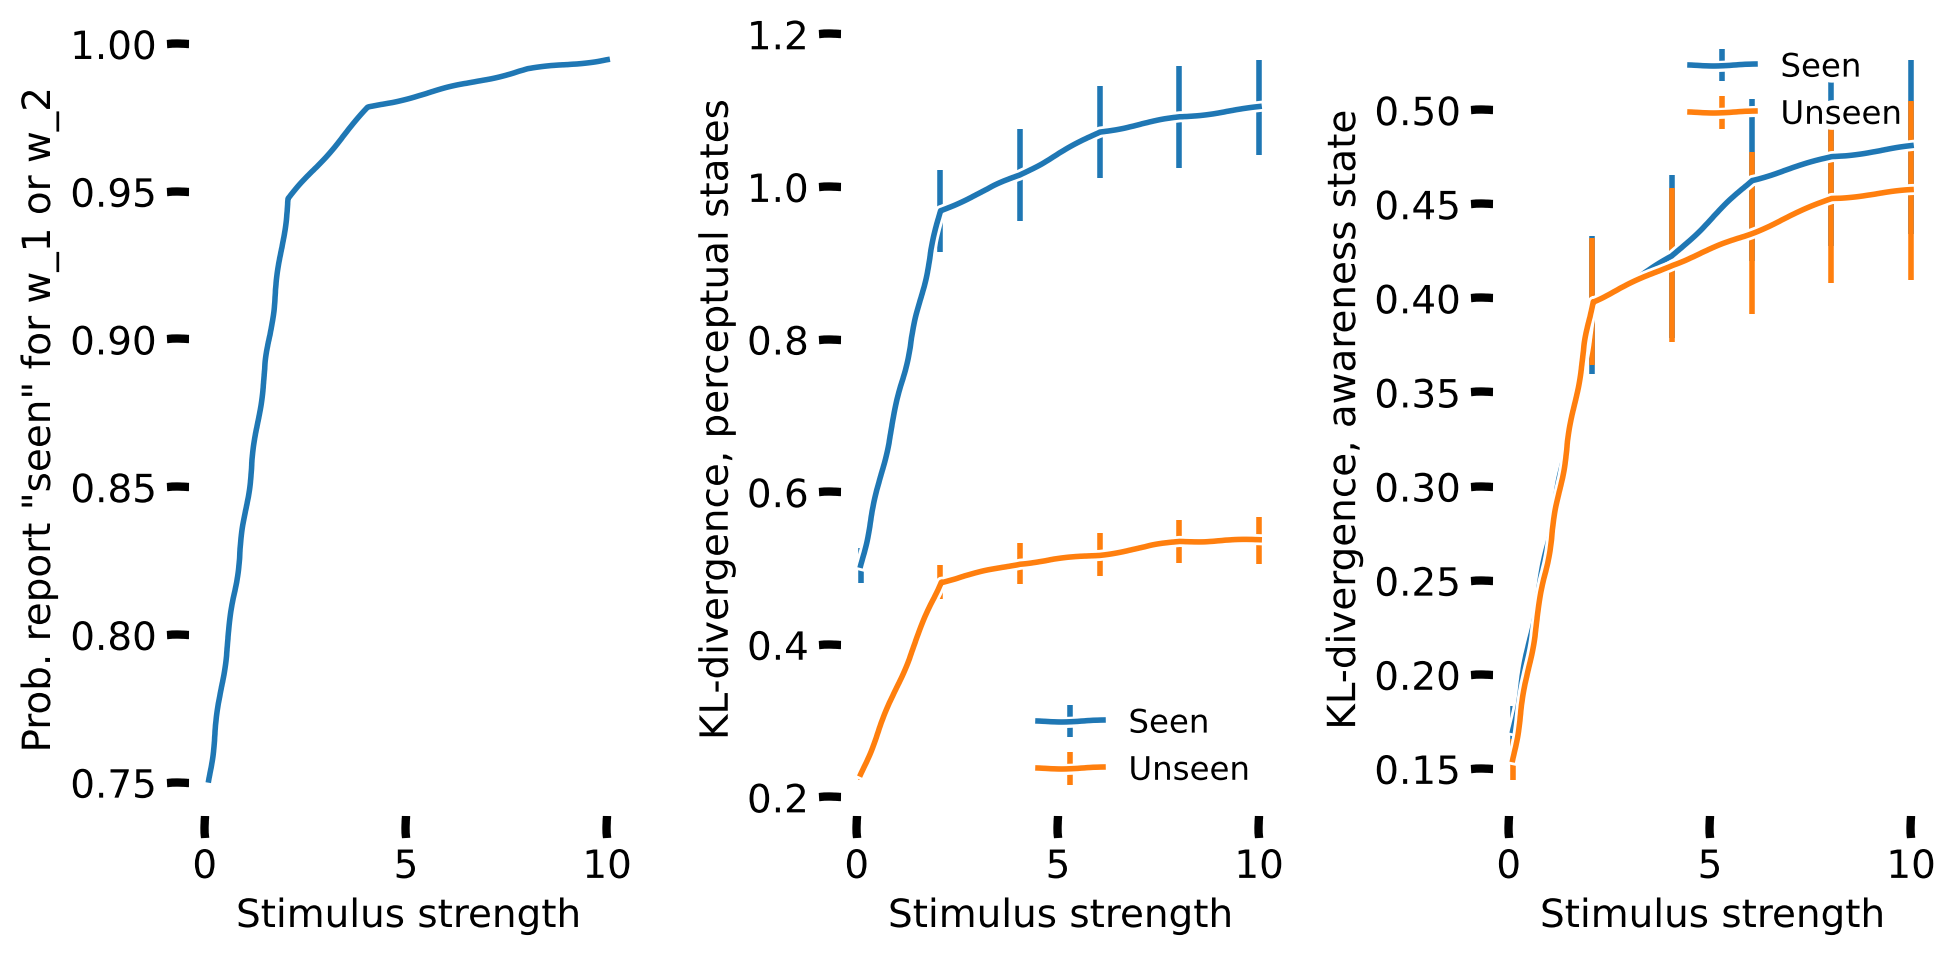 Prob. report "seen" for w_1 or w_2
1.00
0.95
0.90
0.85
0.80
0.75
0
5
10
Stimulus strength
KL-divergence, perceptual states
1.2
1.0
0.8
0.6
0.4
0.2
Seen
Unseen
0
5
10
Stimulus strength
KL-divergence, awareness state
0.50
0.45
0.40
0.35
0.30
0.25
0.20
0.15
Seen
Unseen
0
5
10
Stimulus strength